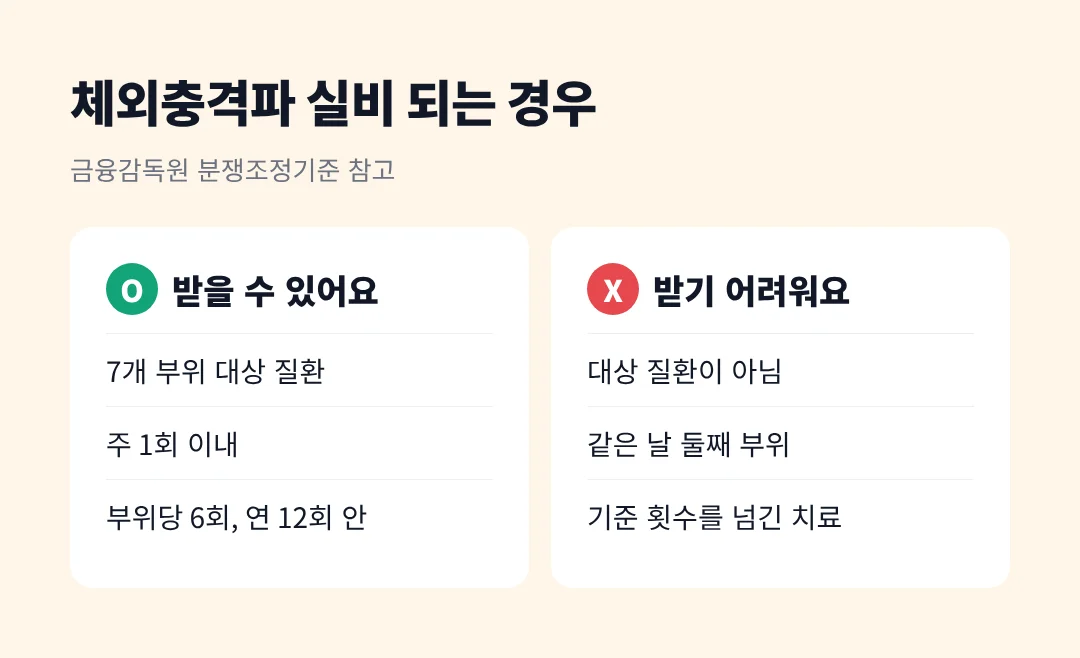 체외충격파 실비 되는 경우
금융감독원 분쟁조정기준 참고
O 받을 수 있어요
7개 부위 대상 질환
주 1회 이내
부위당 6회, 연 12회 안
X 받기 어려워요
대상 질환이 아님
같은 날 둘째 부위
기준 횟수를 넘긴 치료